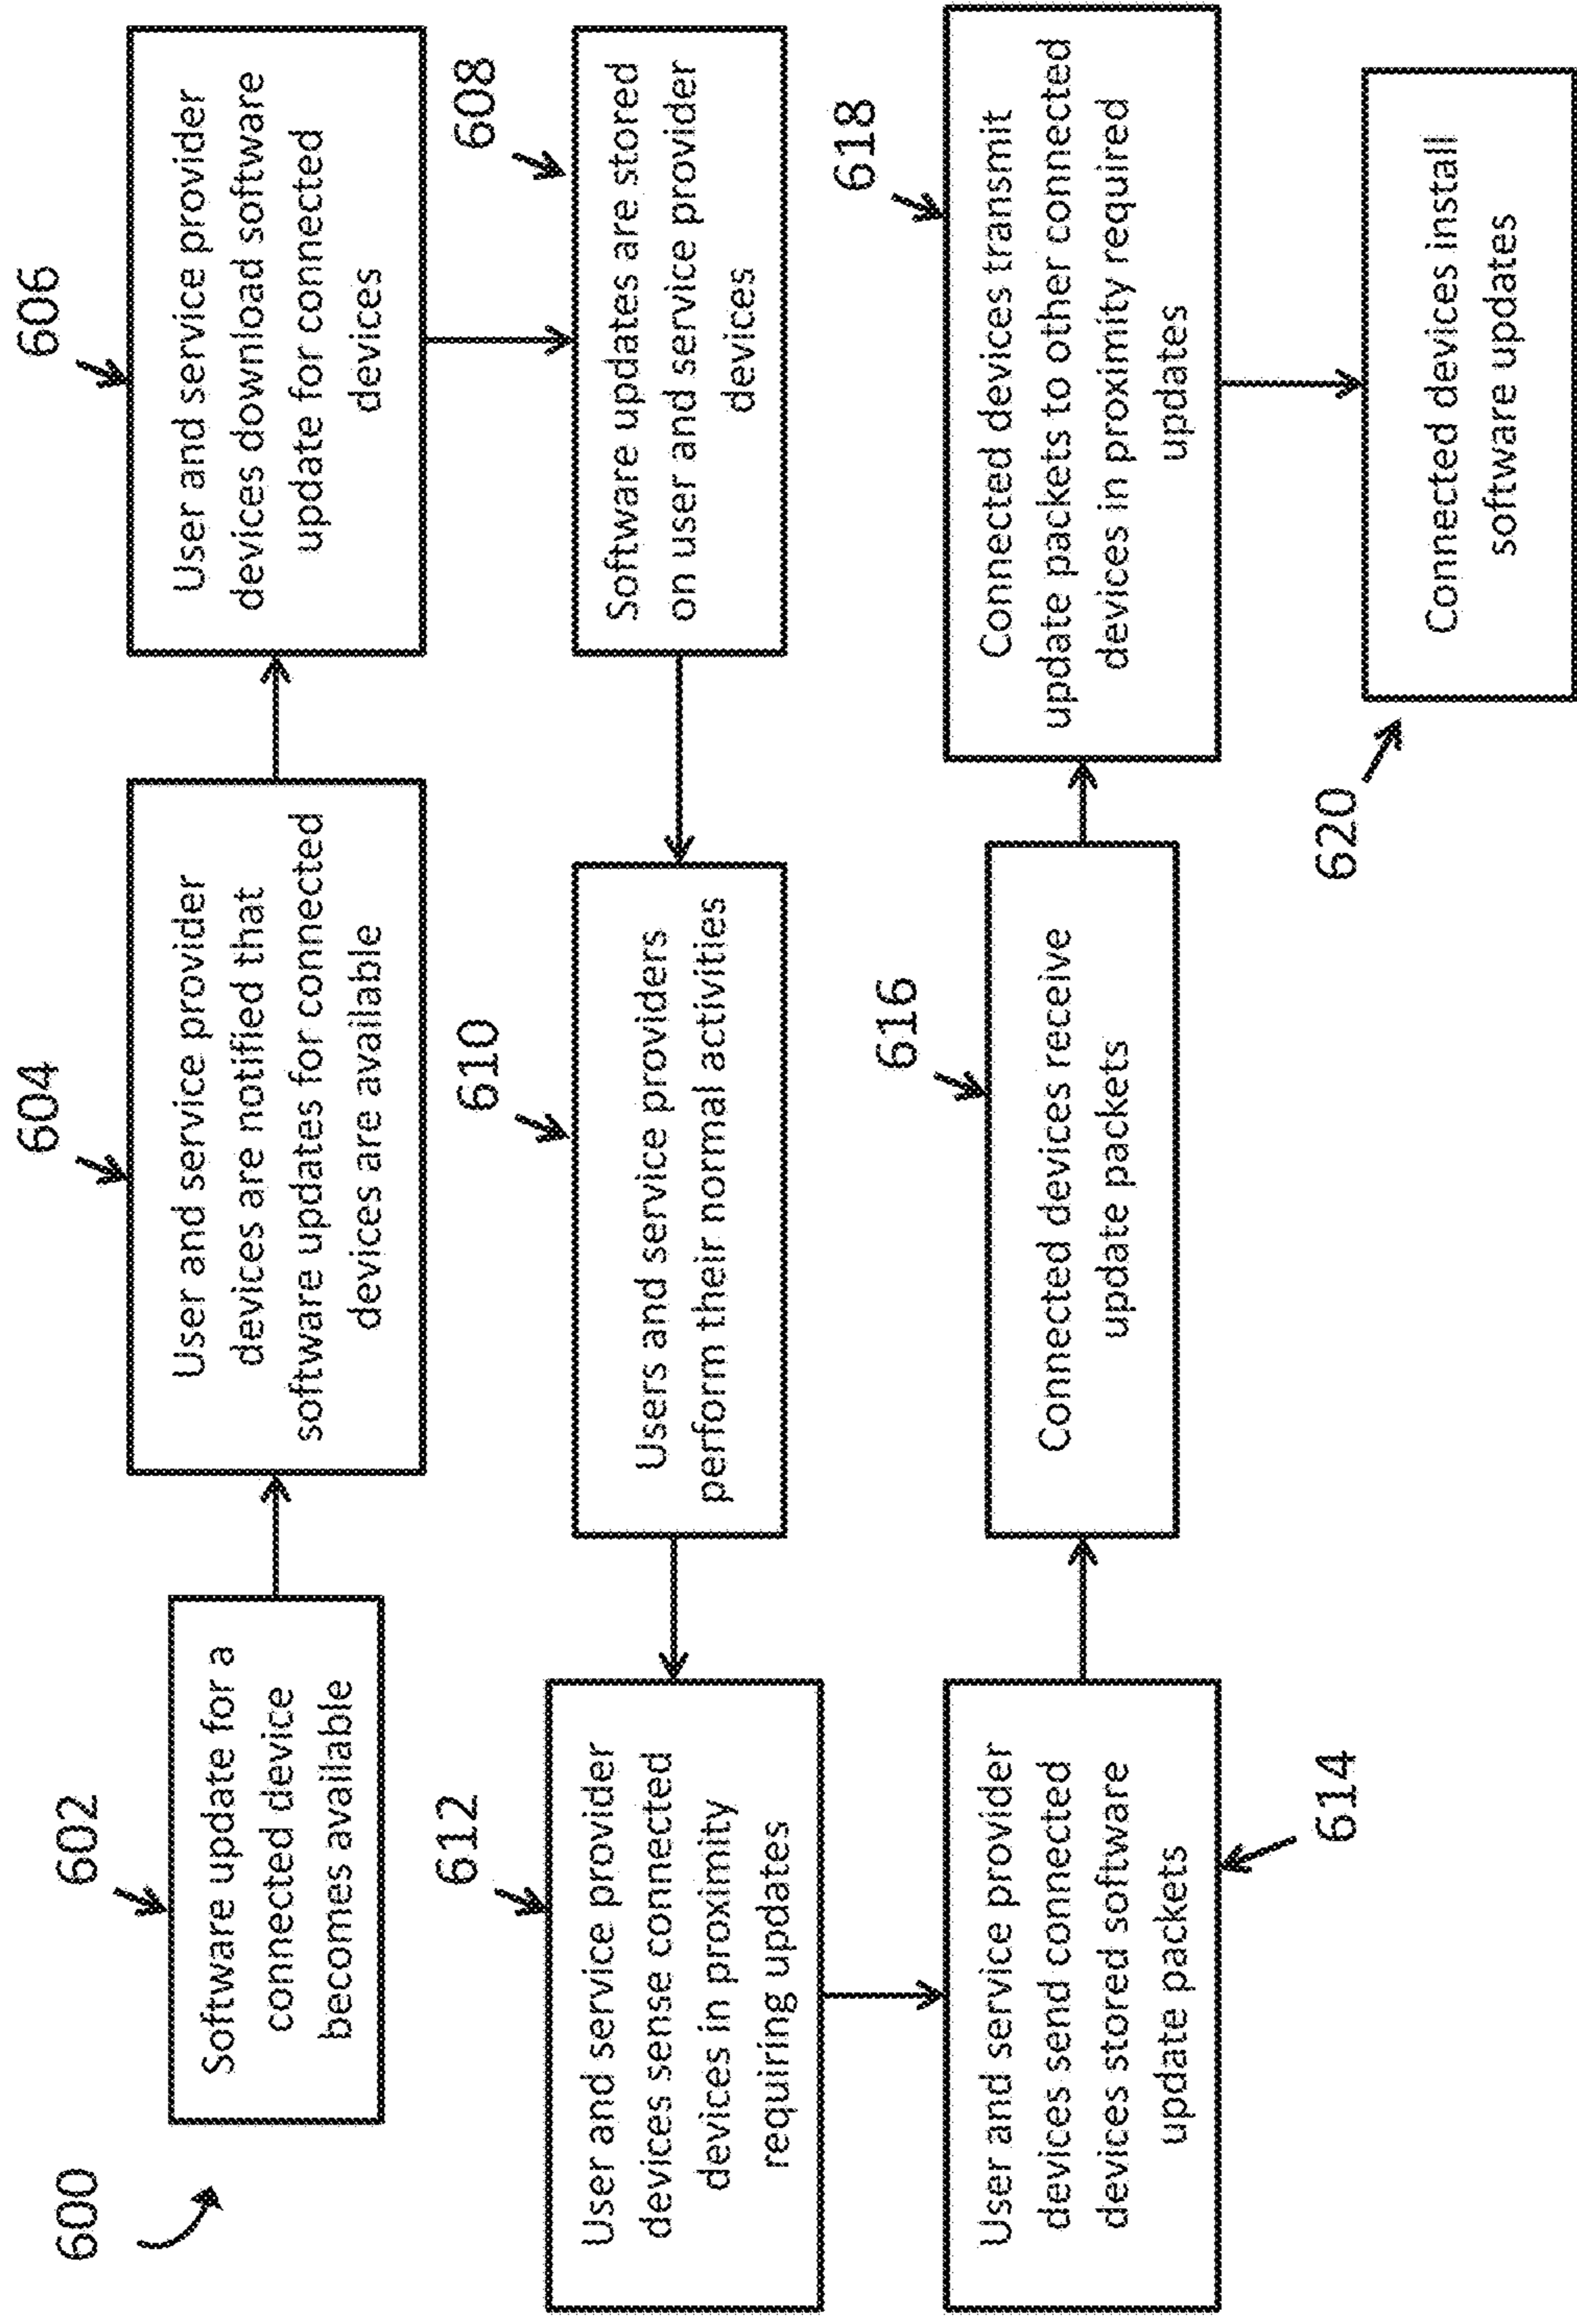 600
602
Software update for a
connected device
becomes available
604
User and service provider
devices are notified that
software updates for connected
devices are available
606
User and service provider
devices download software
update for connected
devices
608
Software updates are stored
on user and service provider
devices
610
Users and service providers
perform their normal activities
612
User and service provider
devices sense connected
devices in proximity
requiring updates
614
User and service provider
devices send connected
devices stored software
update packets
616
Connected devices receive
update packets
618
Connected devices transmit
update packets to other connected
devices in proximity required
updates
620
Connected devices install
software updates